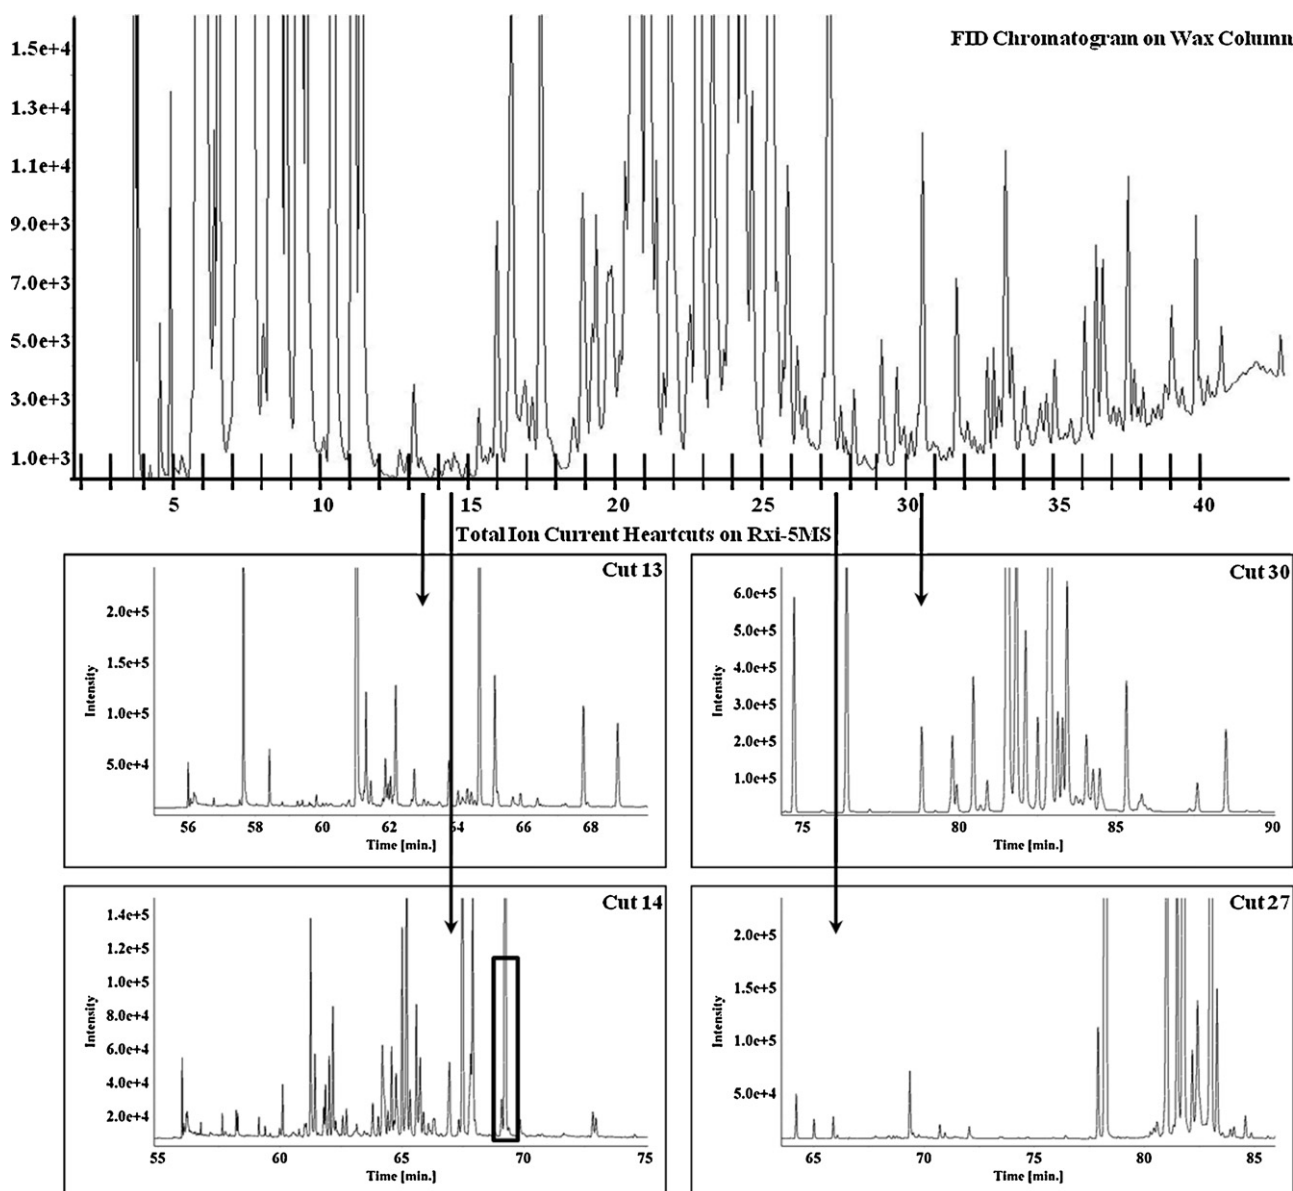 FID Chromatogram on Wax Column
1.5e+4
1.3e+4
1.1e+4
9.0e+3
7.0e+3
5.0e+3
3.0e+3
1.0e+3
5 10 15 20 25 30 35 40
Total Ion Current Heartcuts on Rxi-5MS
Cut 13
2.0e+5
1.5e+5
1.0e+5
5.0e+4
Intensity
56 58 60 62 64 66 68
Time [min.]
Cut 30
6.0e+5
5.0e+5
4.0e+5
3.0e+5
2.0e+5
1.0e+5
Intensity
75 80 85 90
Time [min.]
Cut 14
1.4e+5
1.2e+5
1.0e+5
8.0e+4
6.0e+4
4.0e+4
2.0e+4
Intensity
55 60 65 70 75
Time [min.]
Cut 27
2.0e+5
1.5e+5
1.0e+5
5.0e+4
Intensity
65 70 75 80 85
Time [min.]